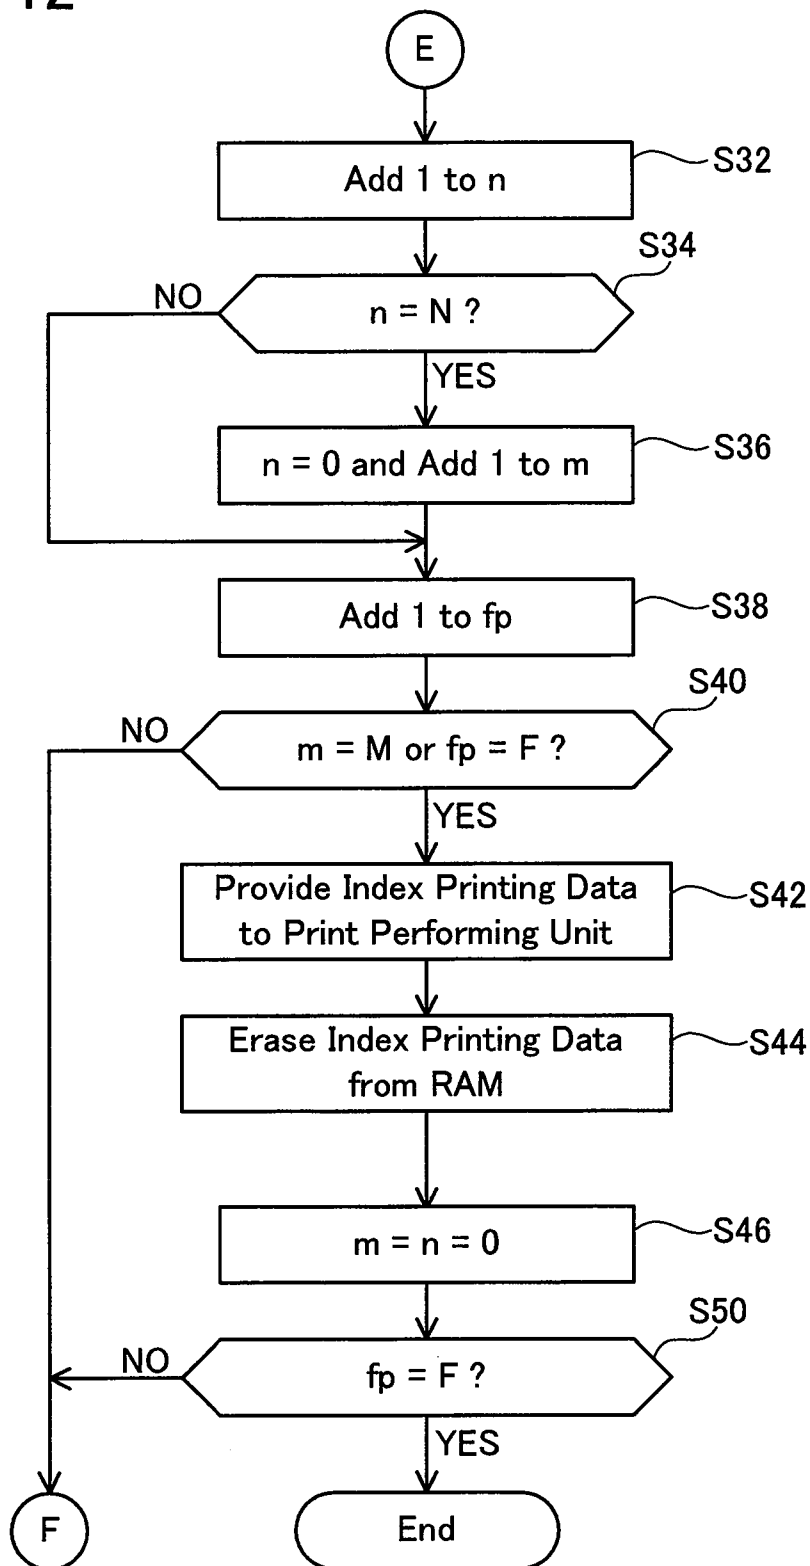 12
E
Add 1 to n
S32
S34
NO
n = N ?
YES
n = 0 and Add 1 to m
S36
Add 1 to fp
S38
S40
NO
m = M or fp = F ?
YES
Provide Index Printing Data
to Print Performing Unit
S42
Erase Index Printing Data
from RAM
S44
m = n = 0
S46
S50
NO
fp = F ?
YES
F
End